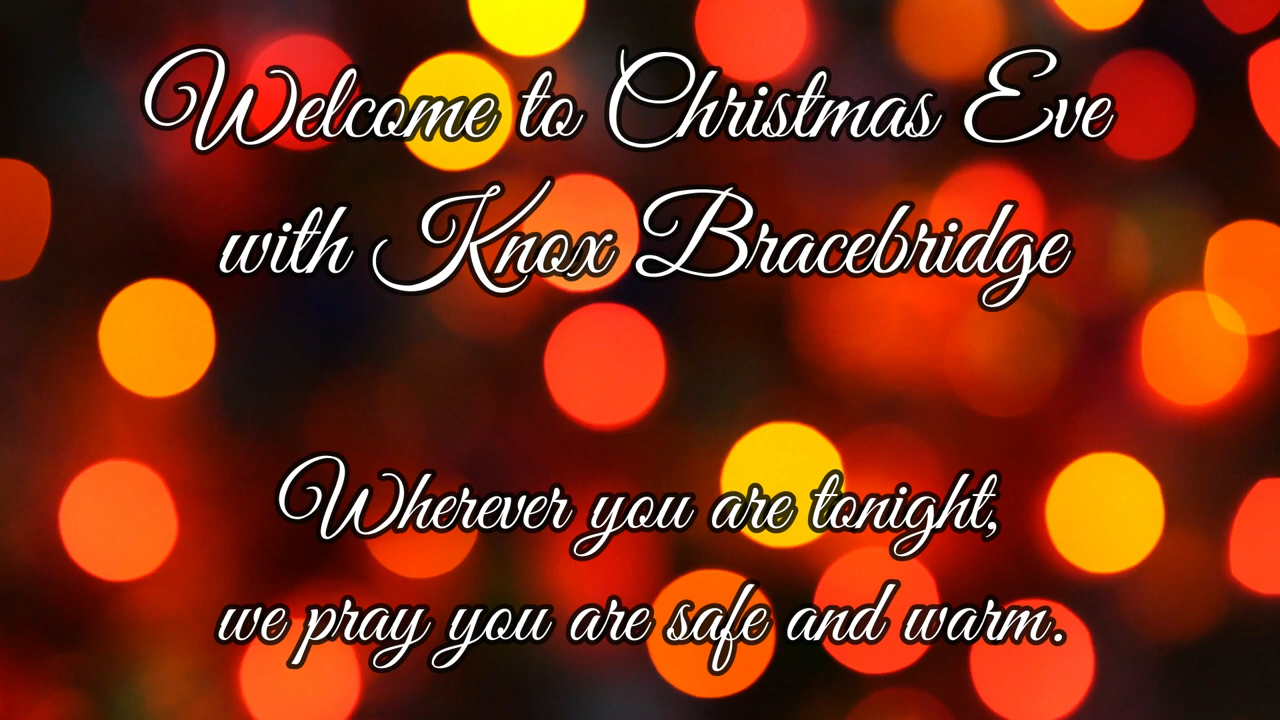 Welcome to Christmas Eve
with Knox Bracebridge
Wherever you are tonight,
we pray you are safe and warm.